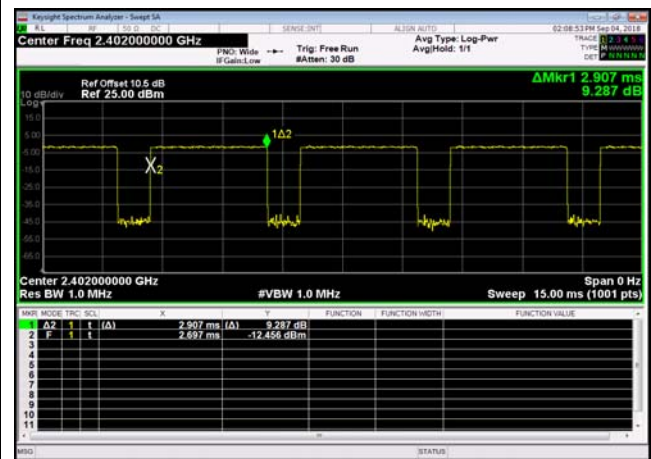 Keysight Spectrum Analyzer - Swept SA
RL RF 50 Ω DC SENSE:INT ALIGN AUTO 02:08:53 PM Sep 04, 2018
Center Freq 2.402000000 GHz
PNO: Wide Trig: Free Run Avg Type: Log-Pwr TRACE 1 2 3 4 5 6
IFGain:Low #Atten: 30 dB Avg|Hold: 1/1 TYPE M
DET P N N N N N
ΔMkr1 2.907 ms
9.287 dB
Ref Offset 10.5 dB
10 dB/div Ref 25.00 dBm
Log
15.0
5.00
1Δ2
-5.00
X2
-15.0
-25.0
-35.0
-45.0
-55.0
-65.0
Center 2.402000000 GHz Span 0 Hz
Res BW 1.0 MHz #VBW 1.0 MHz Sweep 15.00 ms (1001 pts)
MKR MODE TRC SCL X Y FUNCTION FUNCTION WIDTH FUNCTION VALUE
1 Δ2 1 t (Δ) 2.907 ms (Δ) 9.287 dB
2 F 1 t 2.697 ms -12.456 dBm
3
4
5
6
7
8
9
10
11
MSG STATUS